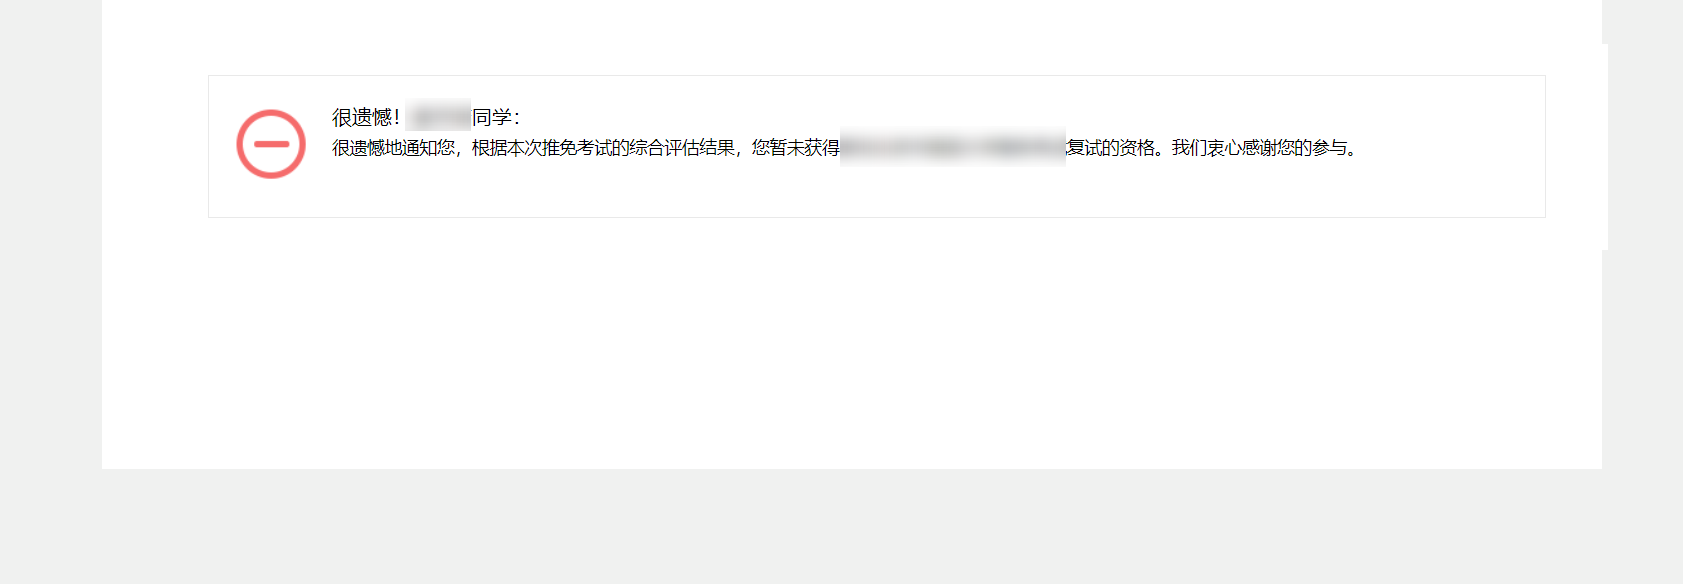 很遗憾！同学：
很遗憾地通知您，根据本次推免考试的综合评估结果，您暂未获得复试的资格。我们衷心感谢您的参与。